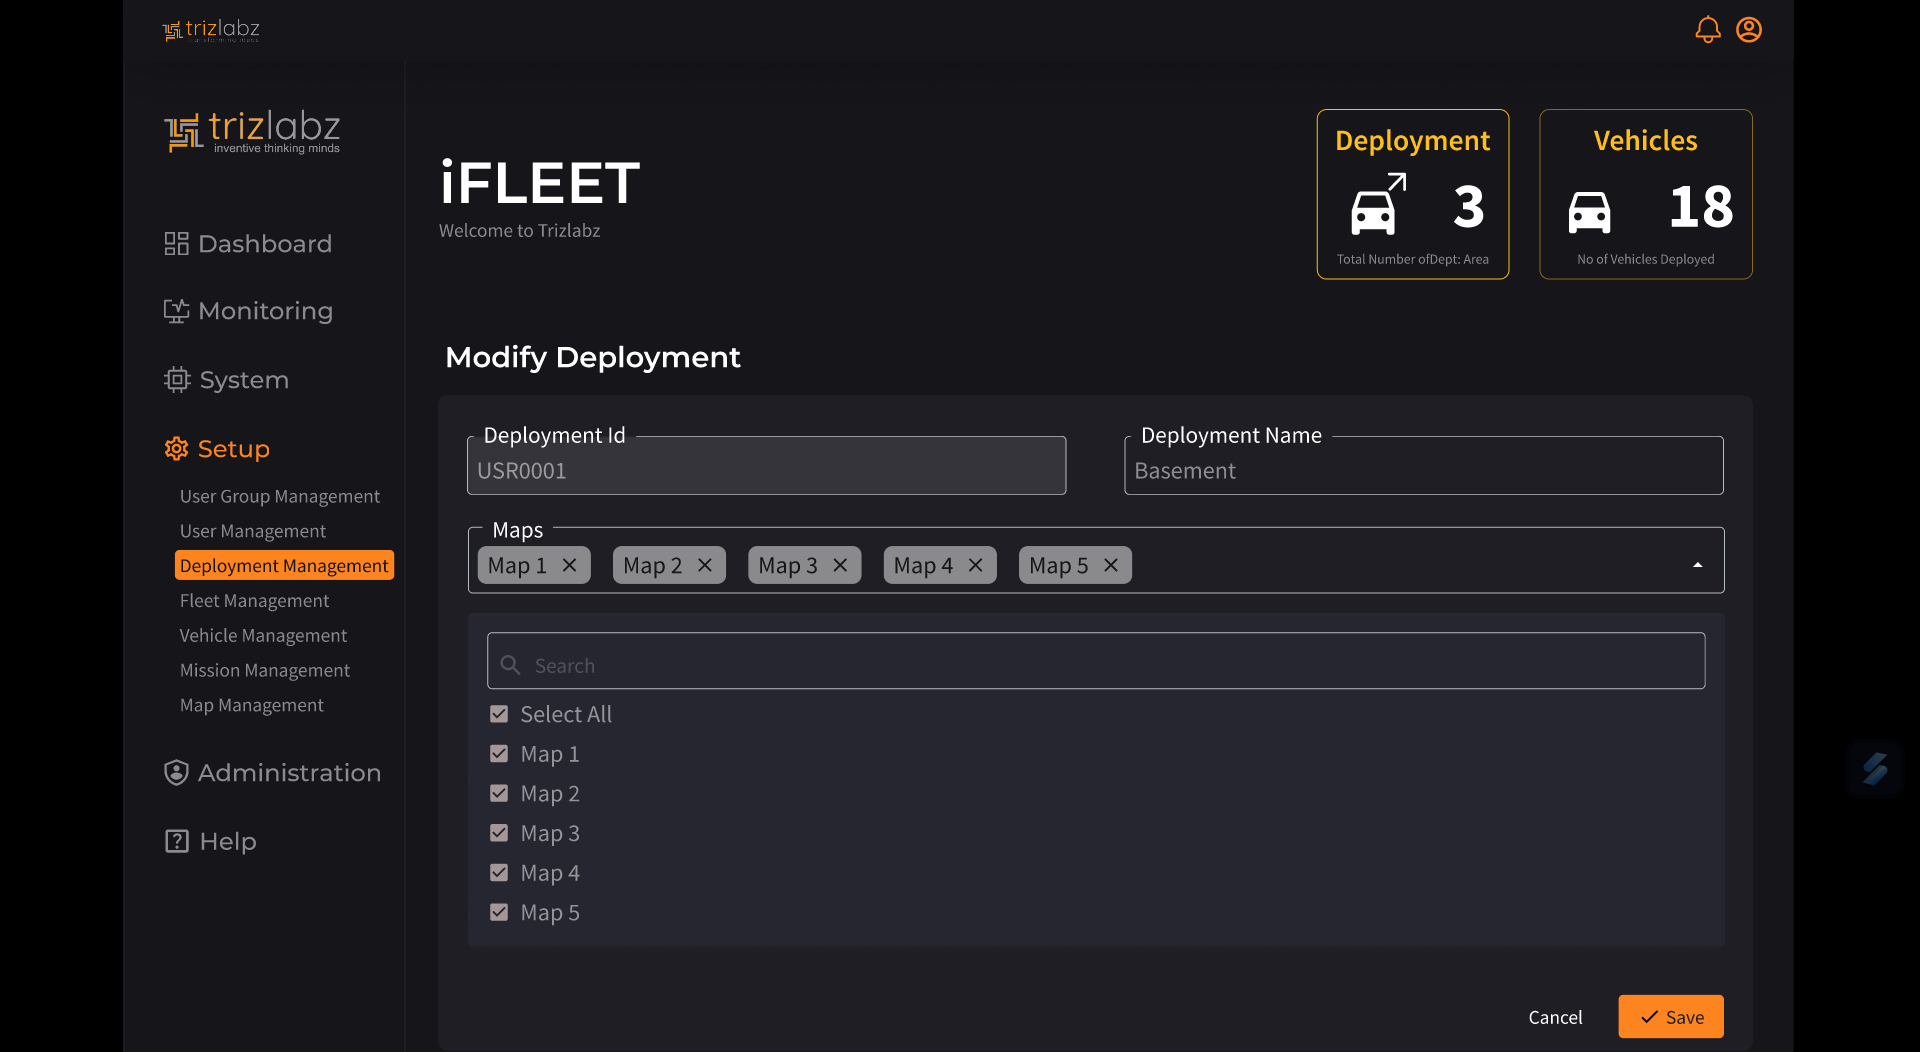 trizlabz
trizlabz
inventive thinking minds
Dashboard
Monitoring
System
Setup
User Group Management
User Management
Deployment Management
Fleet Management
Vehicle Management
Mission Management
Map Management
Administration
Help
iFLEET
Welcome to Trizlabz
Deployment
3
Total Number ofDept: Area
Vehicles
18
No of Vehicles Deployed
Modify Deployment
Deployment Id
USR0001
Deployment Name
Basement
Maps
Map 1 Map 2 Map 3 Map 4 Map 5
Search
Select All
Map 1
Map 2
Map 3
Map 4
Map 5
Cancel
Save